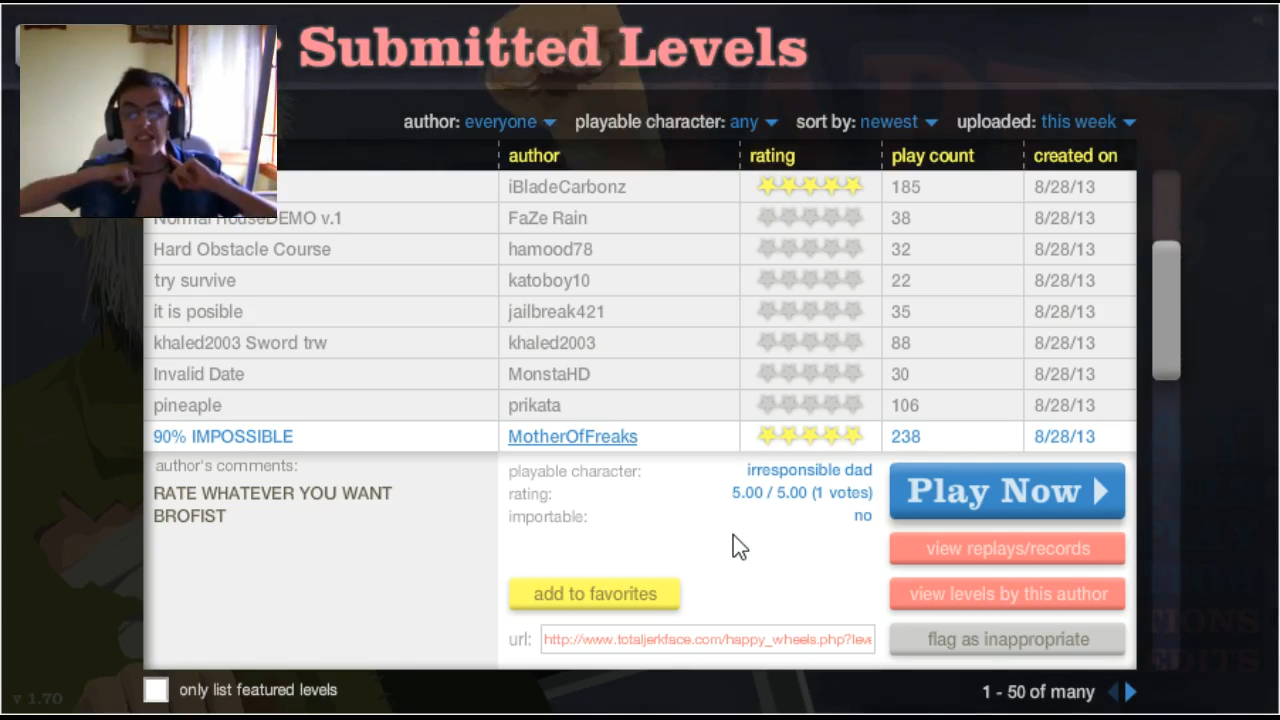 Submitted Levels
author: everyone playable character: any sort by: newest uploaded: this week
author rating play count created on
iBladeCarbonz 185 8/28/13
NormalHouseDEMO v.1 FaZe Rain 38 8/28/13
Hard Obstacle Course hamood78 32 8/28/13
try survive katoboy10 22 8/28/13
it is posible jailbreak421 35 8/28/13
khaled2003 Sword trw khaled2003 88 8/28/13
Invalid Date MonstaHD 30 8/28/13
pineaple prikata 106 8/28/13
90% IMPOSSIBLE MotherOfFreaks 238 8/28/13
author's comments:
RATE WHATEVER YOU WANT
BROFIST
playable character: irresponsible dad
rating: 5.00 / 5.00 (1 votes)
importable: no
Play Now
view replays/records
add to favorites
view levels by this author
url: http://www.totaljerkface.com/happy_wheels.php?leve
flag as inappropriate
only list featured levels
1 - 50 of many
v 1.70